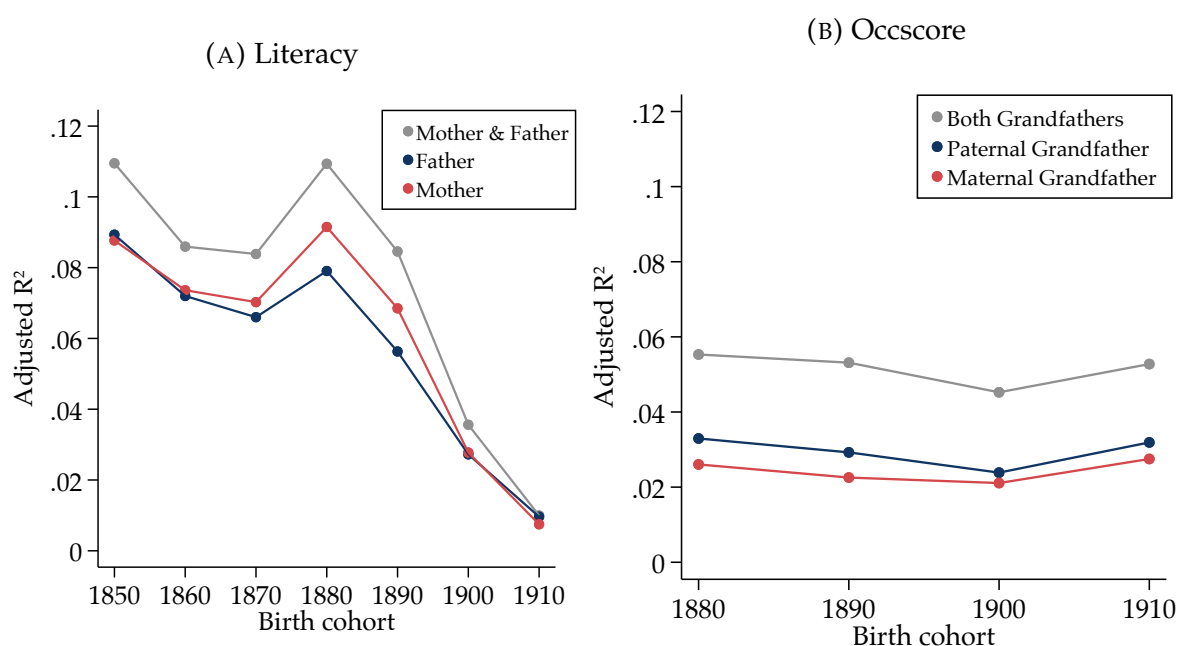 (A) Literacy
Adjusted R²
.12
.1
.08
.06
.04
.02
0
Mother & Father
Father
Mother
1850 1860 1870 1880 1890 1900 1910
Birth cohort
(B) Occscore
Adjusted R²
.12
.1
.08
.06
.04
.02
0
Both Grandfathers
Paternal Grandfather
Maternal Grandfather
1880 1890 1900 1910
Birth cohort